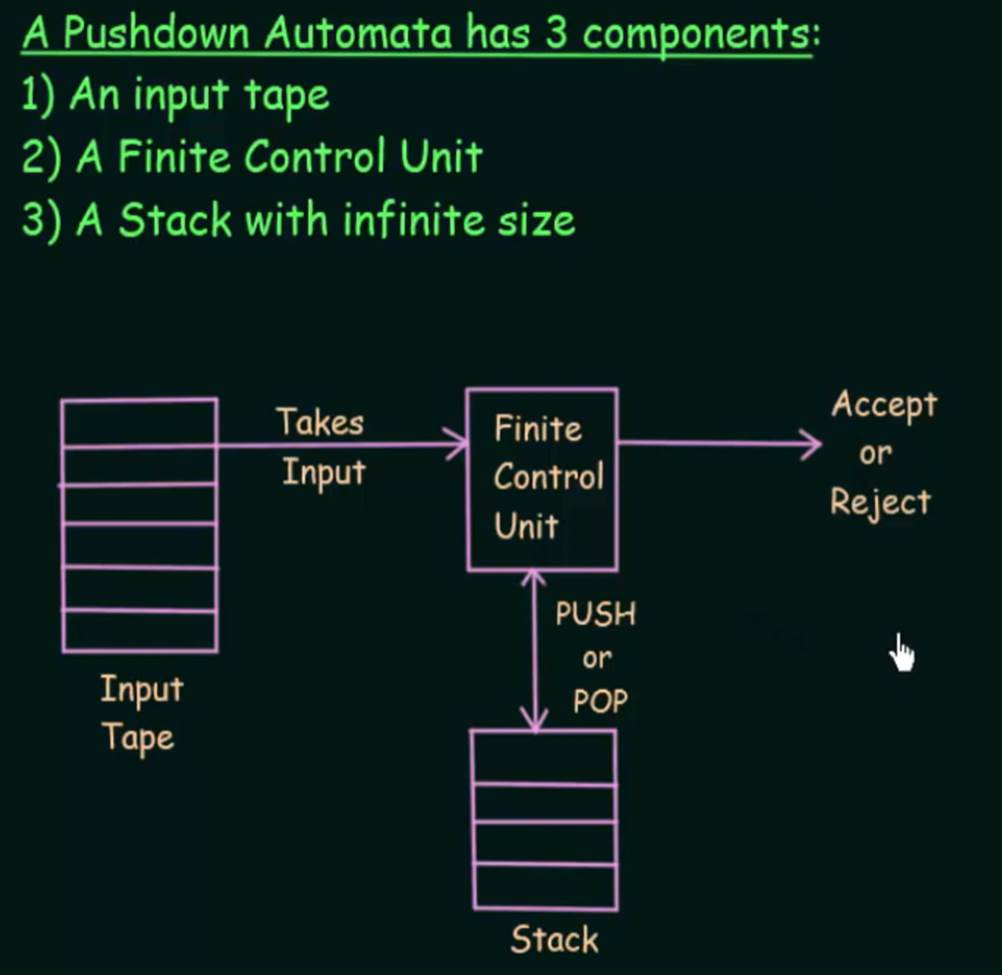 A Pushdown Automata has 3 components:
1) An input tape
2) A Finite Control Unit
3) A Stack with infinite size
Takes
Input
Finite
Control
Unit
Accept
or
Reject
PUSH
or
POP
Input
Tape
Stack